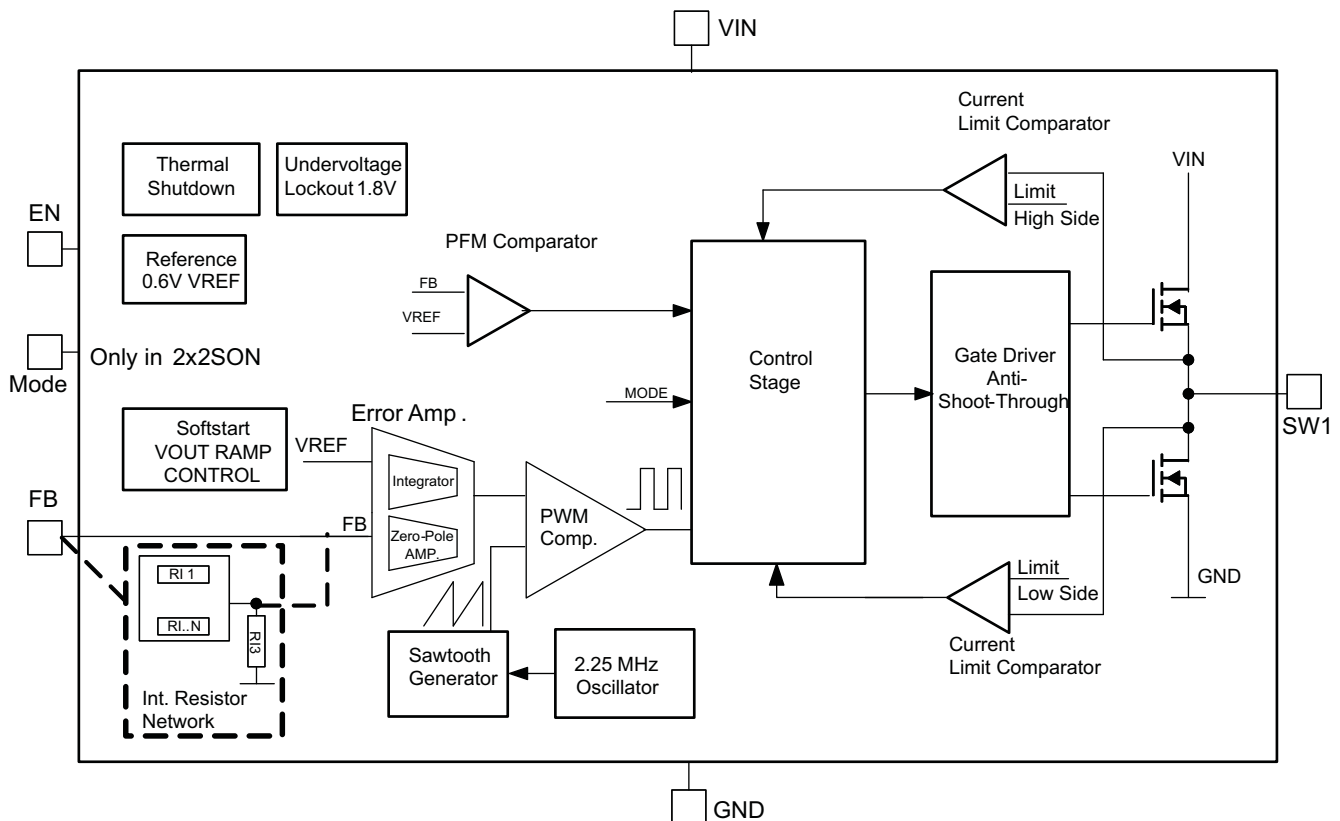 VIN
Current
Limit Comparator
Thermal
Shutdown
Undervoltage
Lockout 1.8V
VIN
Limit
High Side
EN
PFM Comparator
Reference
0.6V VREF
FB
VREF
Mode
Only in 2x2SON
Control
Stage
Gate Driver
Anti-
Shoot-Through
MODE
SW1
Softstart
VOUT RAMP
CONTROL
Error Amp .
VREF
Integrator
FB
FB
Zero-Pole
AMP.
PWM
Comp.
RI 1
RI..N
RI3
Int. Resistor
Network
Sawtooth
Generator
2.25 MHz
Oscillator
Limit
Low Side
GND
Current
Limit Comparator
GND